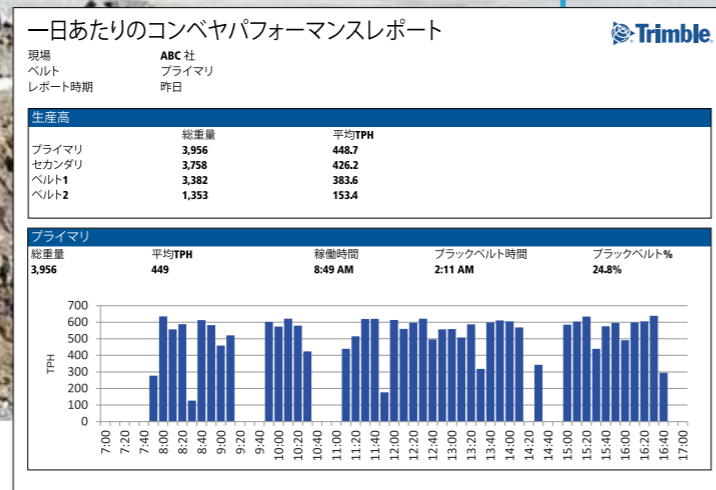 一日あたりのコンベヤパフォーマンスレポート
Trimble
現場 ABC 社
ベルト プライマリ
レポート時期 昨日
生産高
総重量 平均TPH
プライマリ 3,956 448.7
セカンダリ 3,758 426.2
ベルト1 3,382 383.6
ベルト2 1,353 153.4
プライマリ
総重量 平均TPH 稼働時間 ブラックベルト時間 ブラックベルト%
3,956 449 8:49 AM 2:11 AM 24.8%
700
600
500
400
300
200
100
0
TPH
7:00 7:20 7:40 8:00 8:20 8:40 9:00 9:20 9:40 10:00 10:20 10:40 11:00 11:20 11:40 12:00 12:20 12:40 13:00 13:20 13:40 14:00 14:20 14:40 15:00 15:20 15:40 16:00 16:20 16:40 17:00